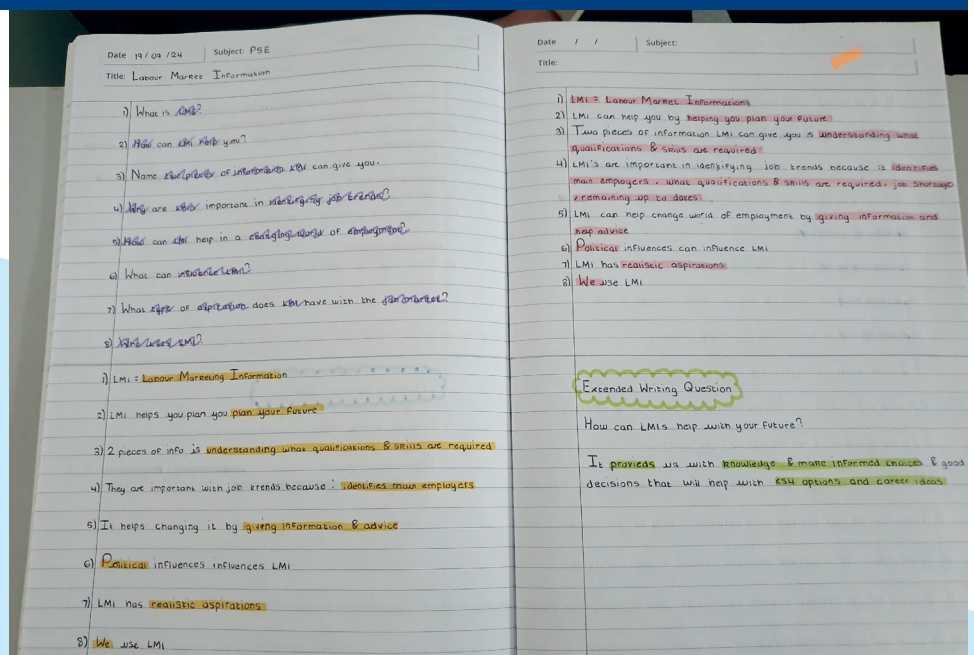 Date 19/09/24 Subject: PSE
Title: Labour Market Information
1) What is LMI?
2) How can LMI help you?
3) Name two pieces of information LMI can give you.
4) Why are LMIs important in identifying job trends?
5) How can LMI help in a changing world of employment?
6) What can influence LMI?
7) What type of aspiration does LMI have with the job market?
8) Who uses LMI?
1) LMI = Labour Marketing Information
2) LMI helps you plan you plan your future
3) 2 pieces of info is understanding what qualifications & skills are required
4) They are important with job trends because : identifies main employers
5) It helps changing it by giving information & advice
6) Political influences influences LMI
7) LMI has realistic aspirations
8) We use LMI
Date / / Subject:
Title:
1) LMI = Labour Market Information
2) LMI can help you by helping you plan your future
3) Two pieces of information LMI can give you is understanding what
qualifications & skills are required
4) LMI's are important in identifying job trends because it identifies
main employers, what qualifications & skills are required, job shortage
& remaining up to dates
5) LMI can help change world of employment by giving information and
help advice
6) Political influences can influence LMI
7) LMI has realistic aspirations
8) We use LMI
Extended Writing Question
How can LMIs help with your future?
It provieds us with knowledge & make informed choices & good
decisions that will help with KS4 options and career ideas